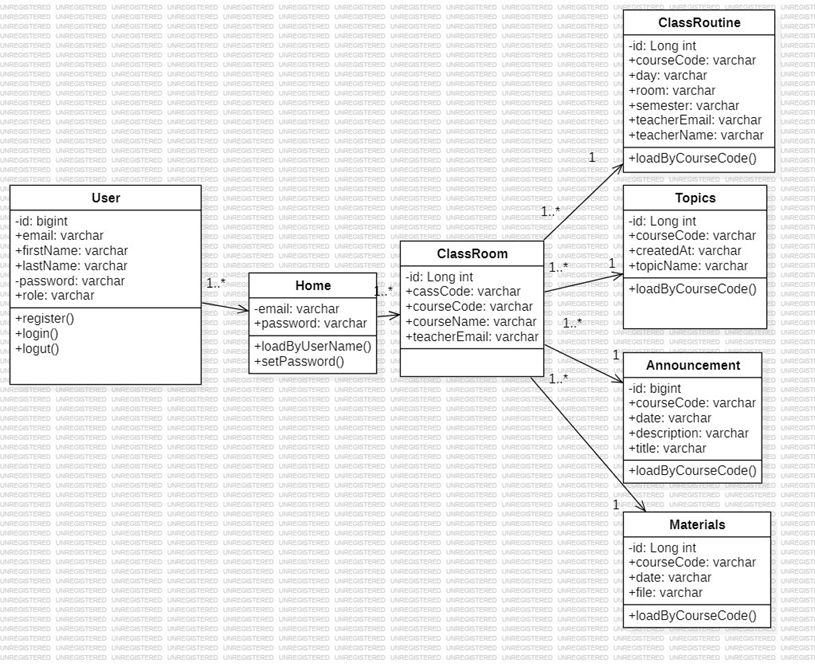 User
-id: bigint
+email: varchar
+firstName: varchar
+lastName: varchar
-password: varchar
+role: varchar
+register()
+login()
+logut()
1..*
Home
-email: varchar
+password: varchar
+loadByUserName()
+setPassword()
1..*
ClassRoom
-id: Long int
+cassCode: varchar
+courseCode: varchar
+courseName: varchar
+teacherEmail: varchar
1..*
1
1..*
1
1..*
1
1..*
1
ClassRoutine
-id: Long int
+courseCode: varchar
+day: varchar
+room: varchar
+semester: varchar
+teacherEmail: varchar
+teacherName: varchar
+loadByCourseCode()
Topics
-id: Long int
+courseCode: varchar
+createdAt: varchar
+topicName: varchar
+loadByCourseCode()
Announcement
-id: bigint
+courseCode: varchar
+date: varchar
+description: varchar
+title: varchar
+loadByCourseCode()
Materials
-id: Long int
+courseCode: varchar
+date: varchar
+file: varchar
+loadByCourseCode()
UNREGISTERED